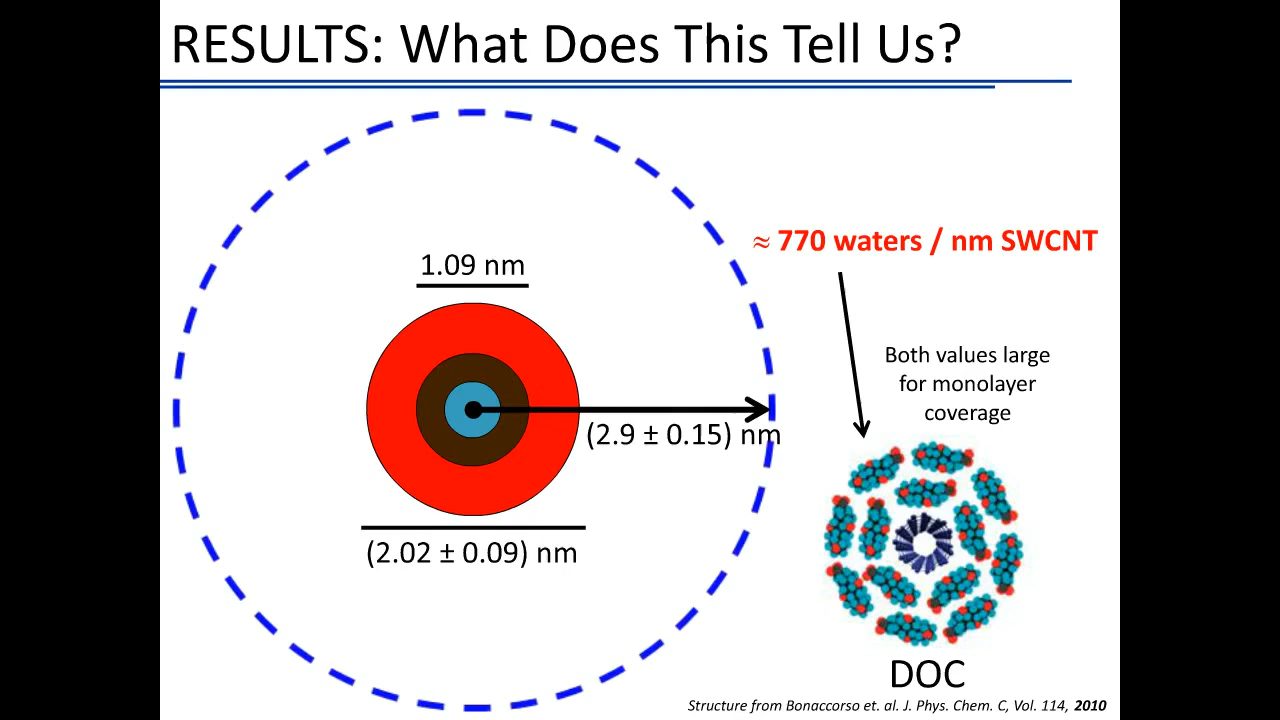 RESULTS: What Does This Tell Us?
≈ 770 waters / nm SWCNT
1.09 nm
Both values large
for monolayer
coverage
(2.9 ± 0.15) nm
(2.02 ± 0.09) nm
DOC
Structure from Bonaccorso et. al. J. Phys. Chem. C, Vol. 114, 2010